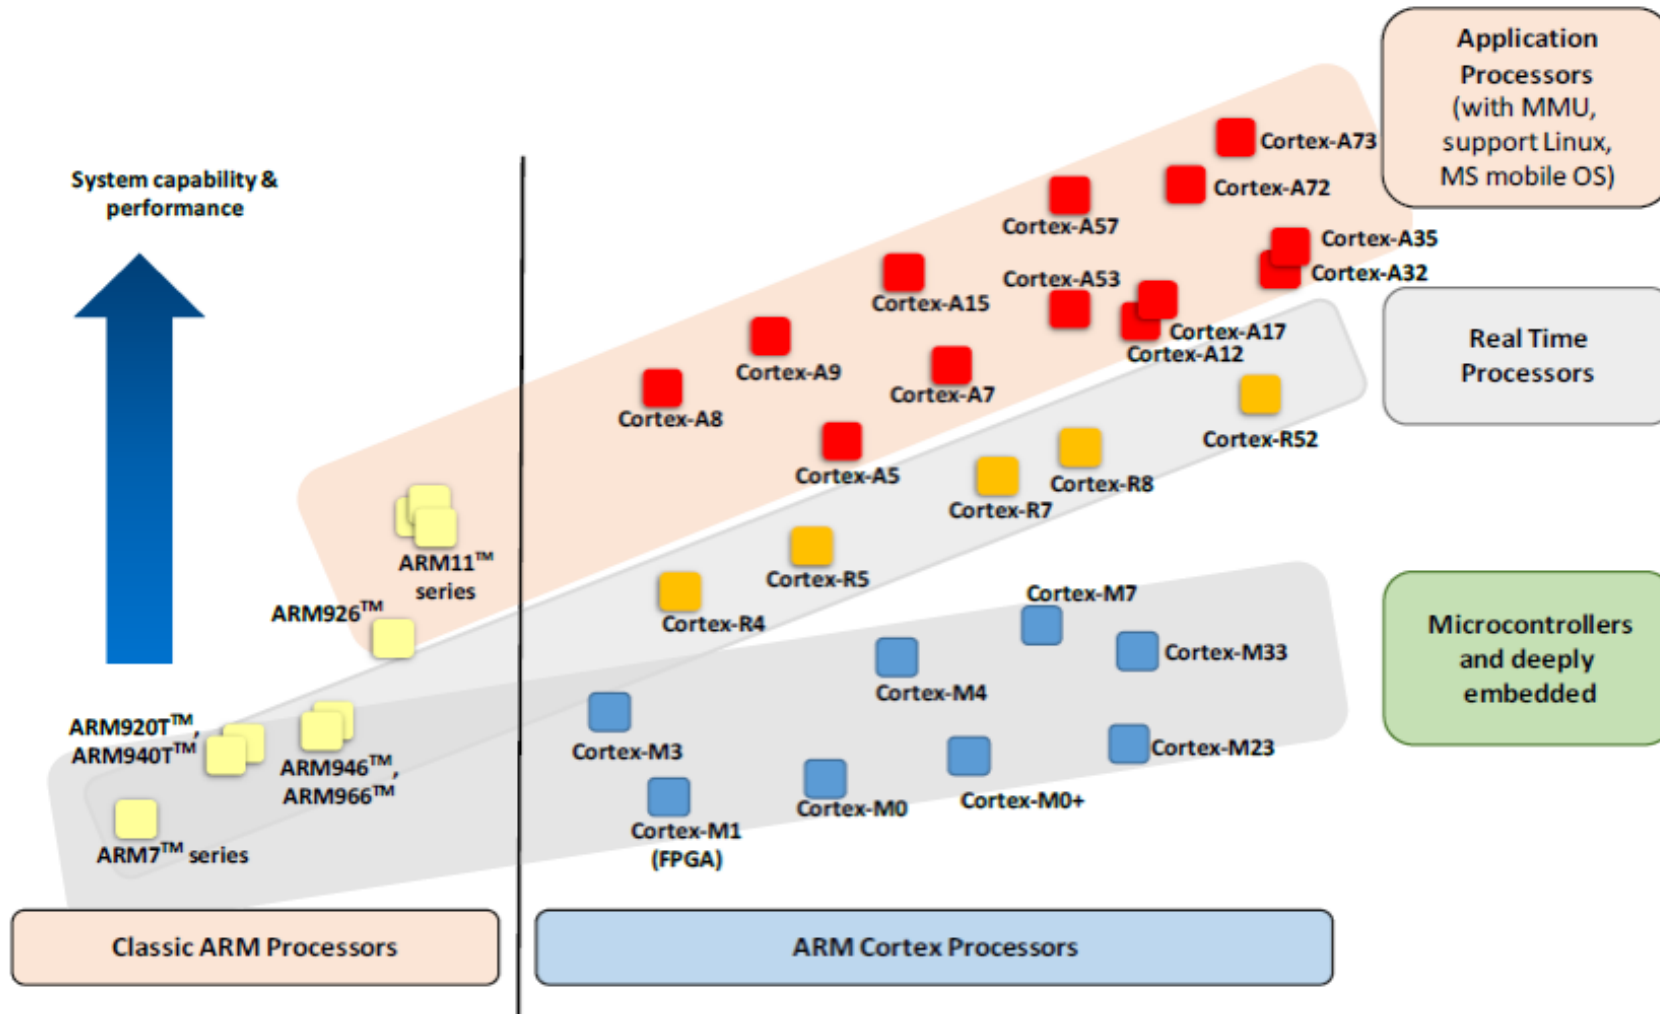 Application
Processors
(with MMU,
support Linux,
MS mobile OS)
System capability &
performance
Cortex-A73
Cortex-A72
Cortex-A57
Cortex-A35
Cortex-A32
Cortex-A53
Cortex-A15
Cortex-A17
Cortex-A12
Cortex-A9
Cortex-A7
Cortex-A8
Cortex-A5
Real Time
Processors
Cortex-R52
Cortex-R8
Cortex-R7
Cortex-R5
Cortex-R4
ARM11™
series
ARM926™
Cortex-M7
Cortex-M33
Cortex-M4
Cortex-M3
Cortex-M23
Cortex-M0+
Cortex-M0
Cortex-M1
(FPGA)
Microcontrollers
and deeply
embedded
ARM920T™,
ARM940T™
ARM946™,
ARM966™
ARM7™ series
Classic ARM Processors
ARM Cortex Processors